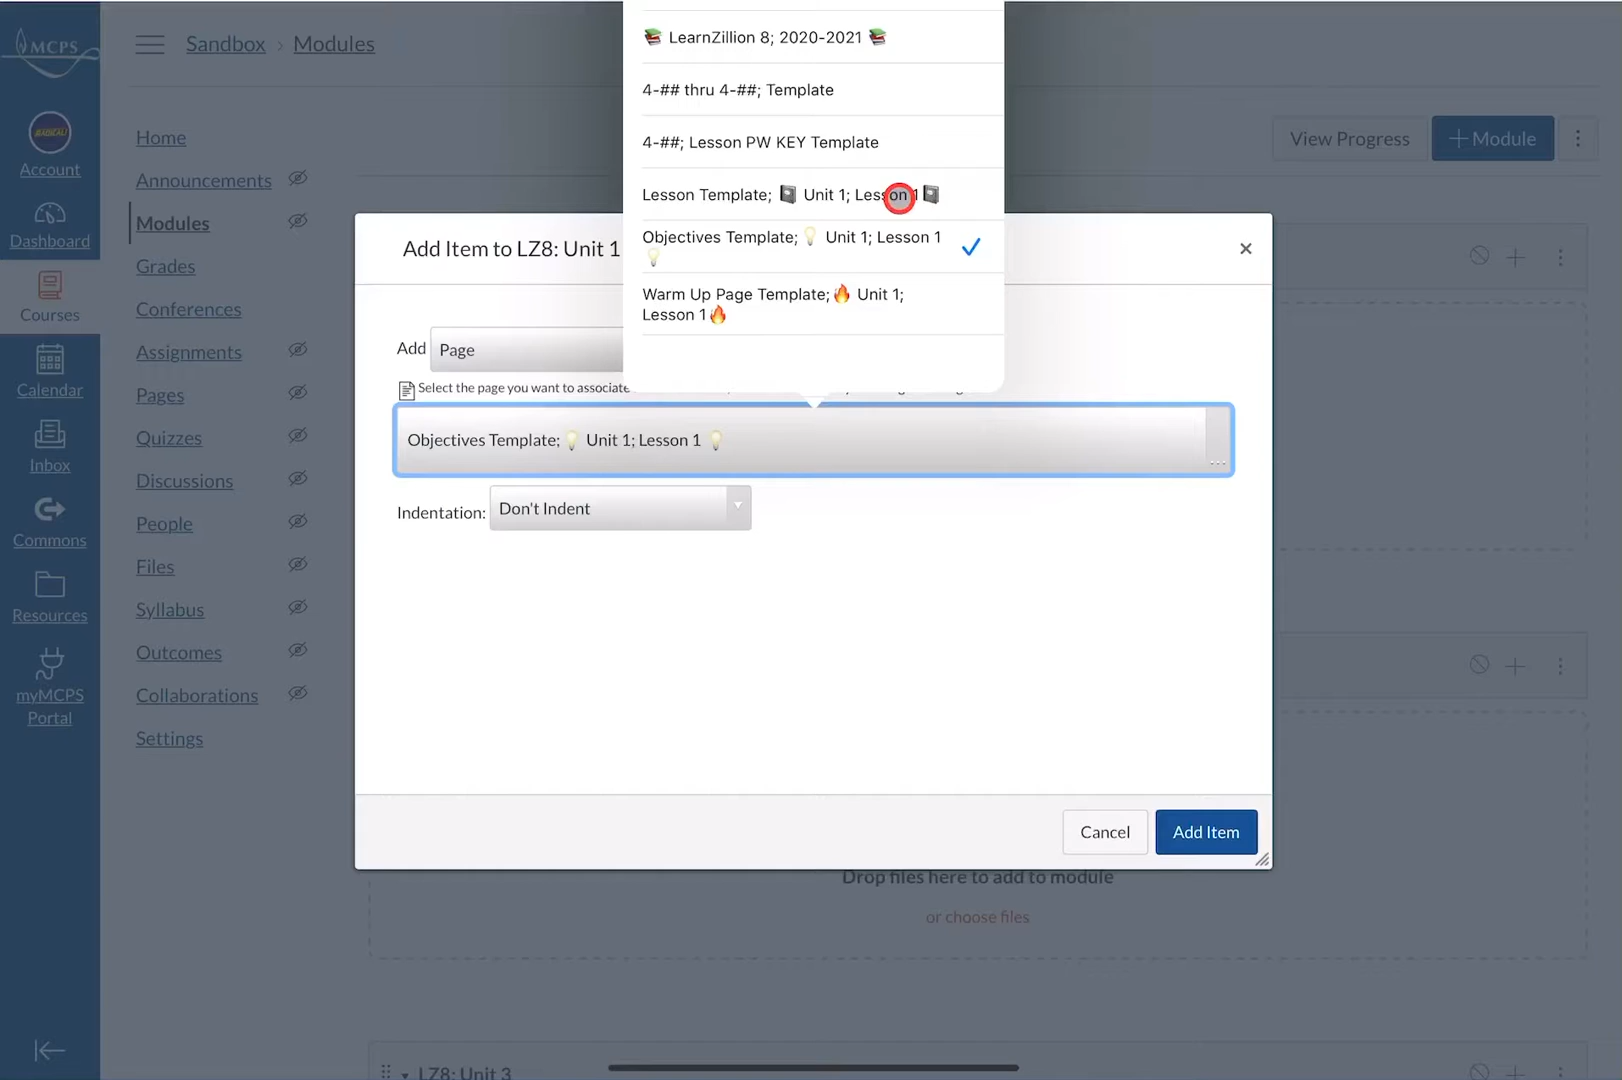 MCPS
Sandbox › Modules
📚 LearnZillion 8; 2020-2021 📚
4-## thru 4-##; Template
4-##; Lesson PW KEY Template
Lesson Template; 📓 Unit 1; Lesson 1 📓
Objectives Template; 💡 Unit 1; Lesson 1
💡
Warm Up Page Template; 🔥 Unit 1;
Lesson 1 🔥
View Progress
+ Module
Account
Dashboard
Courses
Calendar
Inbox
Commons
Resources
myMCPS
Portal
Home
Announcements
Modules
Grades
Conferences
Assignments
Pages
Quizzes
Discussions
People
Files
Syllabus
Outcomes
Collaborations
Settings
Add Item to LZ8: Unit 1
Add Page
Select the page you want to associate
Objectives Template; 💡 Unit 1; Lesson 1 💡
Indentation: Don't Indent
Cancel
Add Item
Drop files here to add to module
or choose files
LZ8: Unit 3